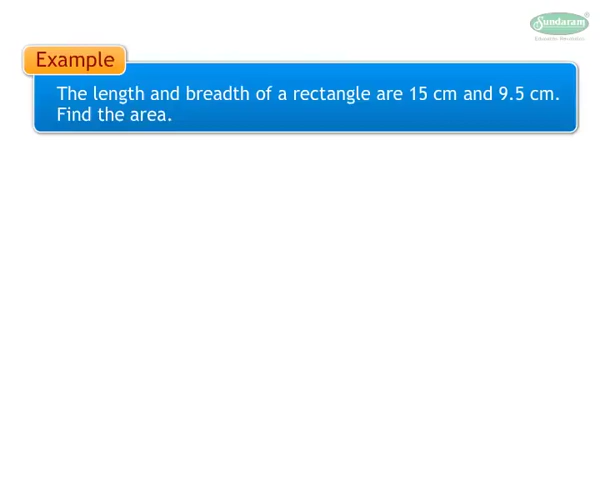 Sundaram
Example
The length and breadth of a rectangle are 15 cm and 9.5 cm.
Find the area.